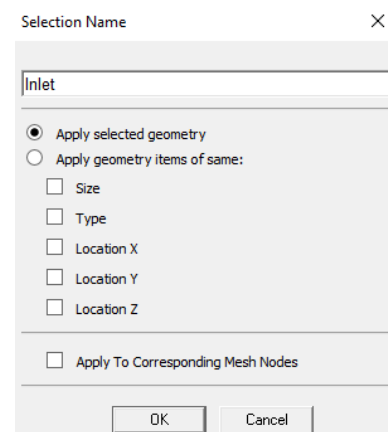 Selection Name
Inlet
Apply selected geometry
Apply geometry items of same:
Size
Type
Location X
Location Y
Location Z
Apply To Corresponding Mesh Nodes
OK Cancel